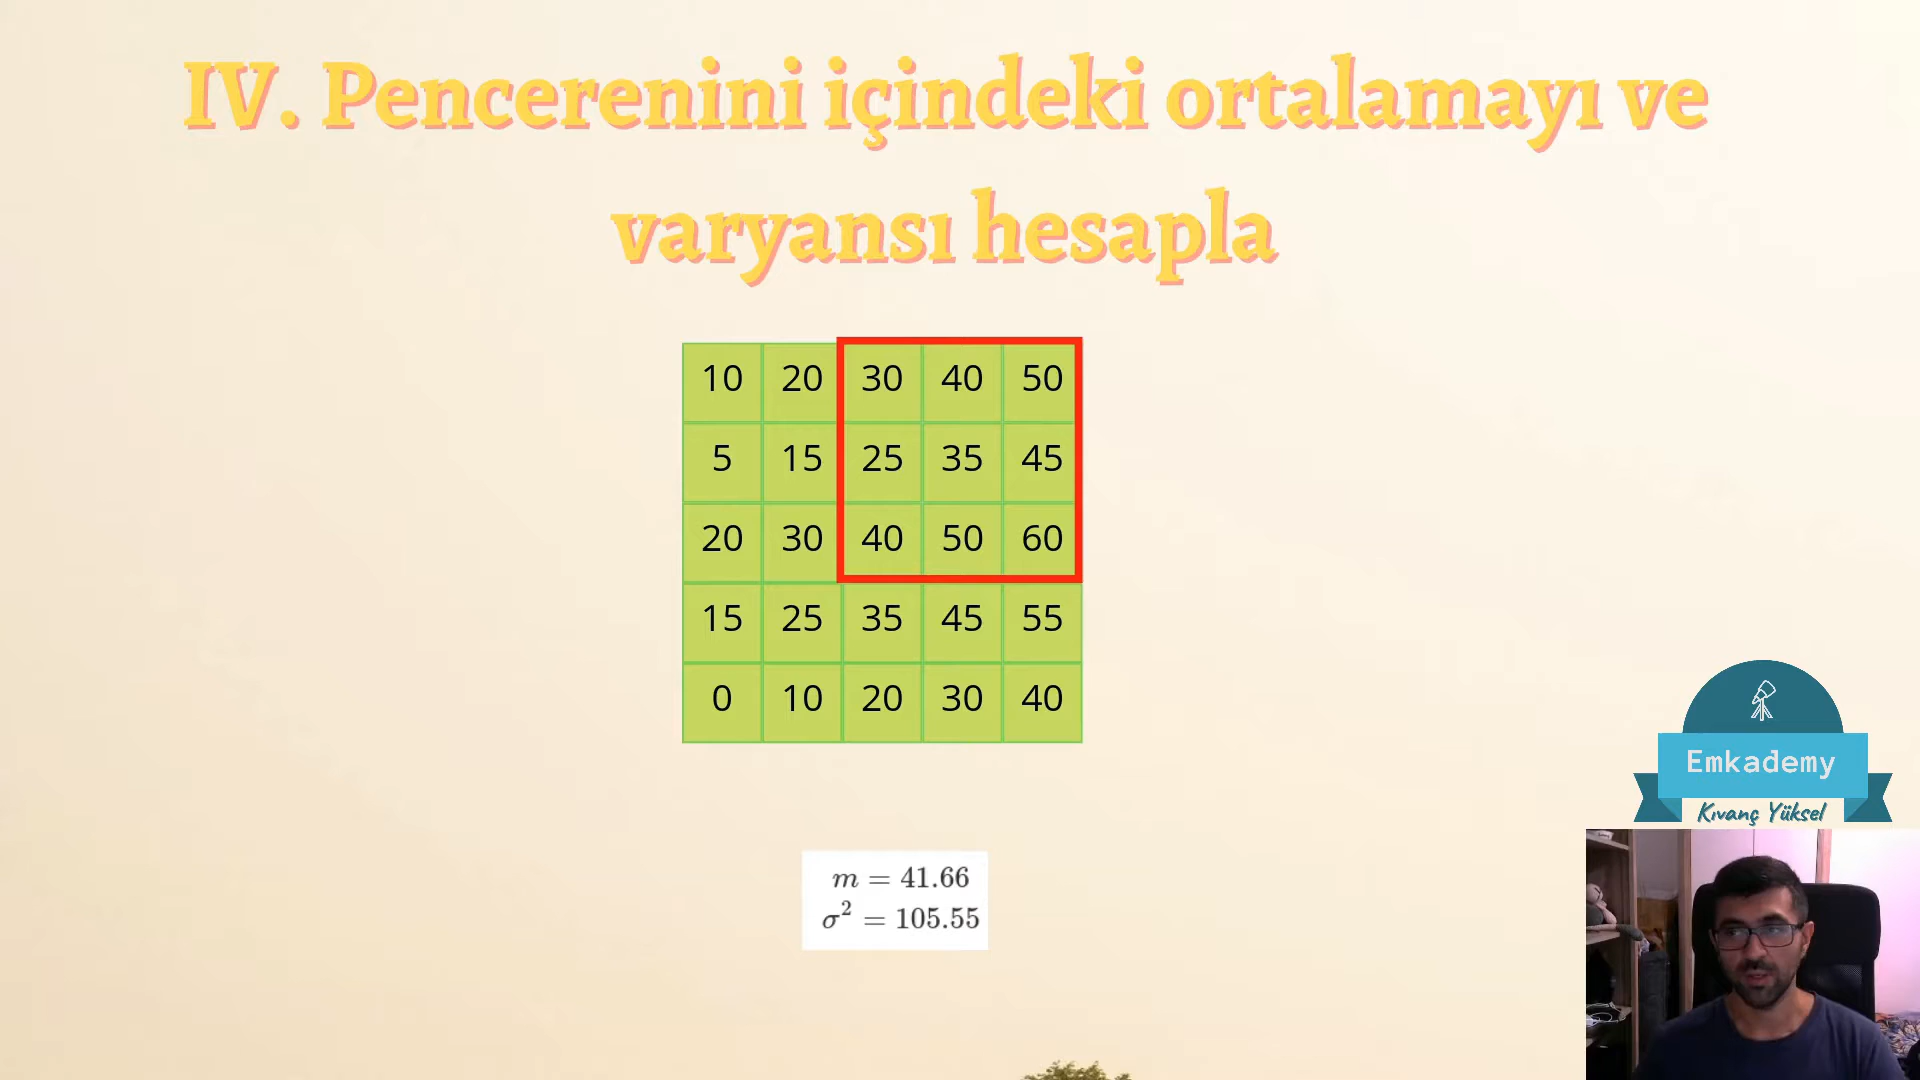 IV. Pencerenini içindeki ortalamayı ve
varyansı hesapla
10 20 30 40 50
5 15 25 35 45
20 30 40 50 60
15 25 35 45 55
0 10 20 30 40
m = 41.66
σ² = 105.55
Emkademy
Kıvanç Yüksel